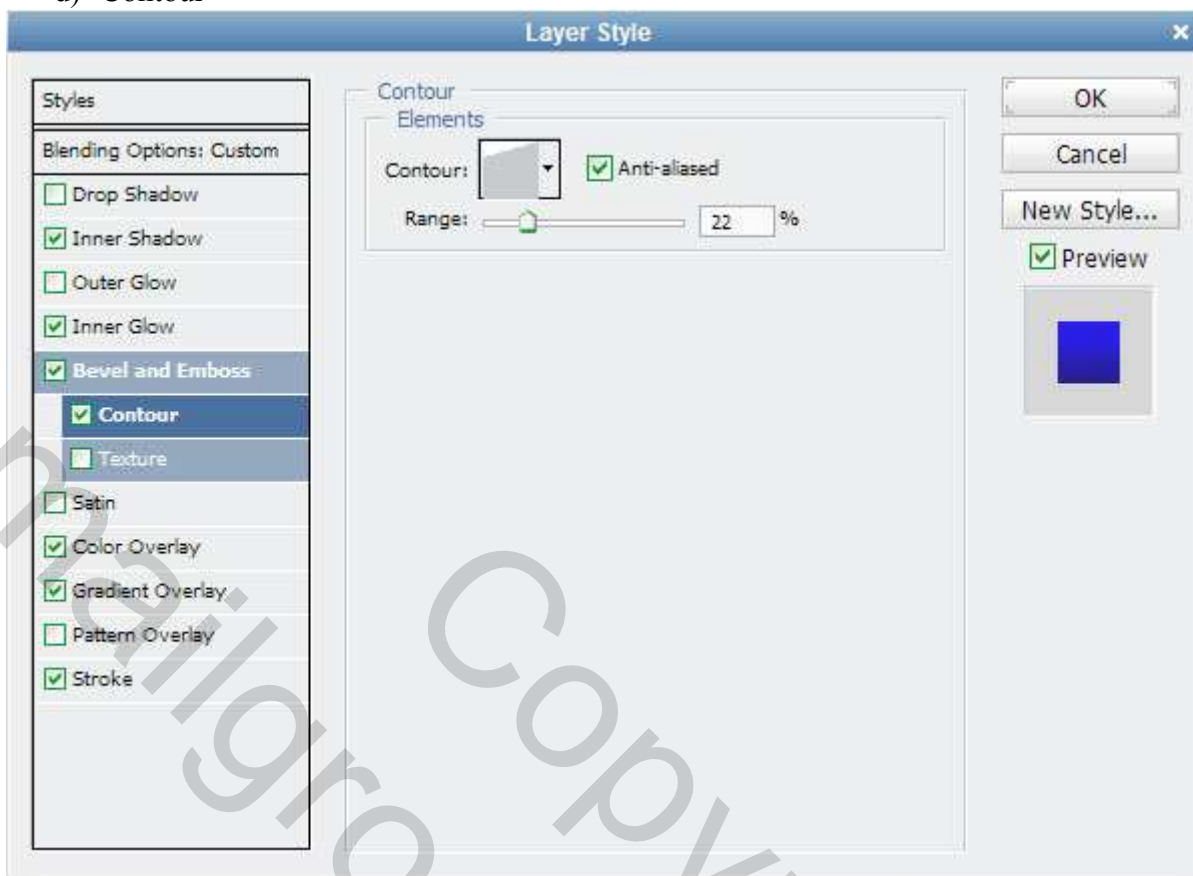 d) Contour
Layer Style
Styles
Blending Options: Custom
Drop Shadow
Inner Shadow
Outer Glow
Inner Glow
Bevel and Emboss
Contour
Texture
Satin
Color Overlay
Gradient Overlay
Pattern Overlay
Stroke
Contour
Elements
Contour:
Anti-aliased
Range: 22 %
OK
Cancel
New Style...
Preview